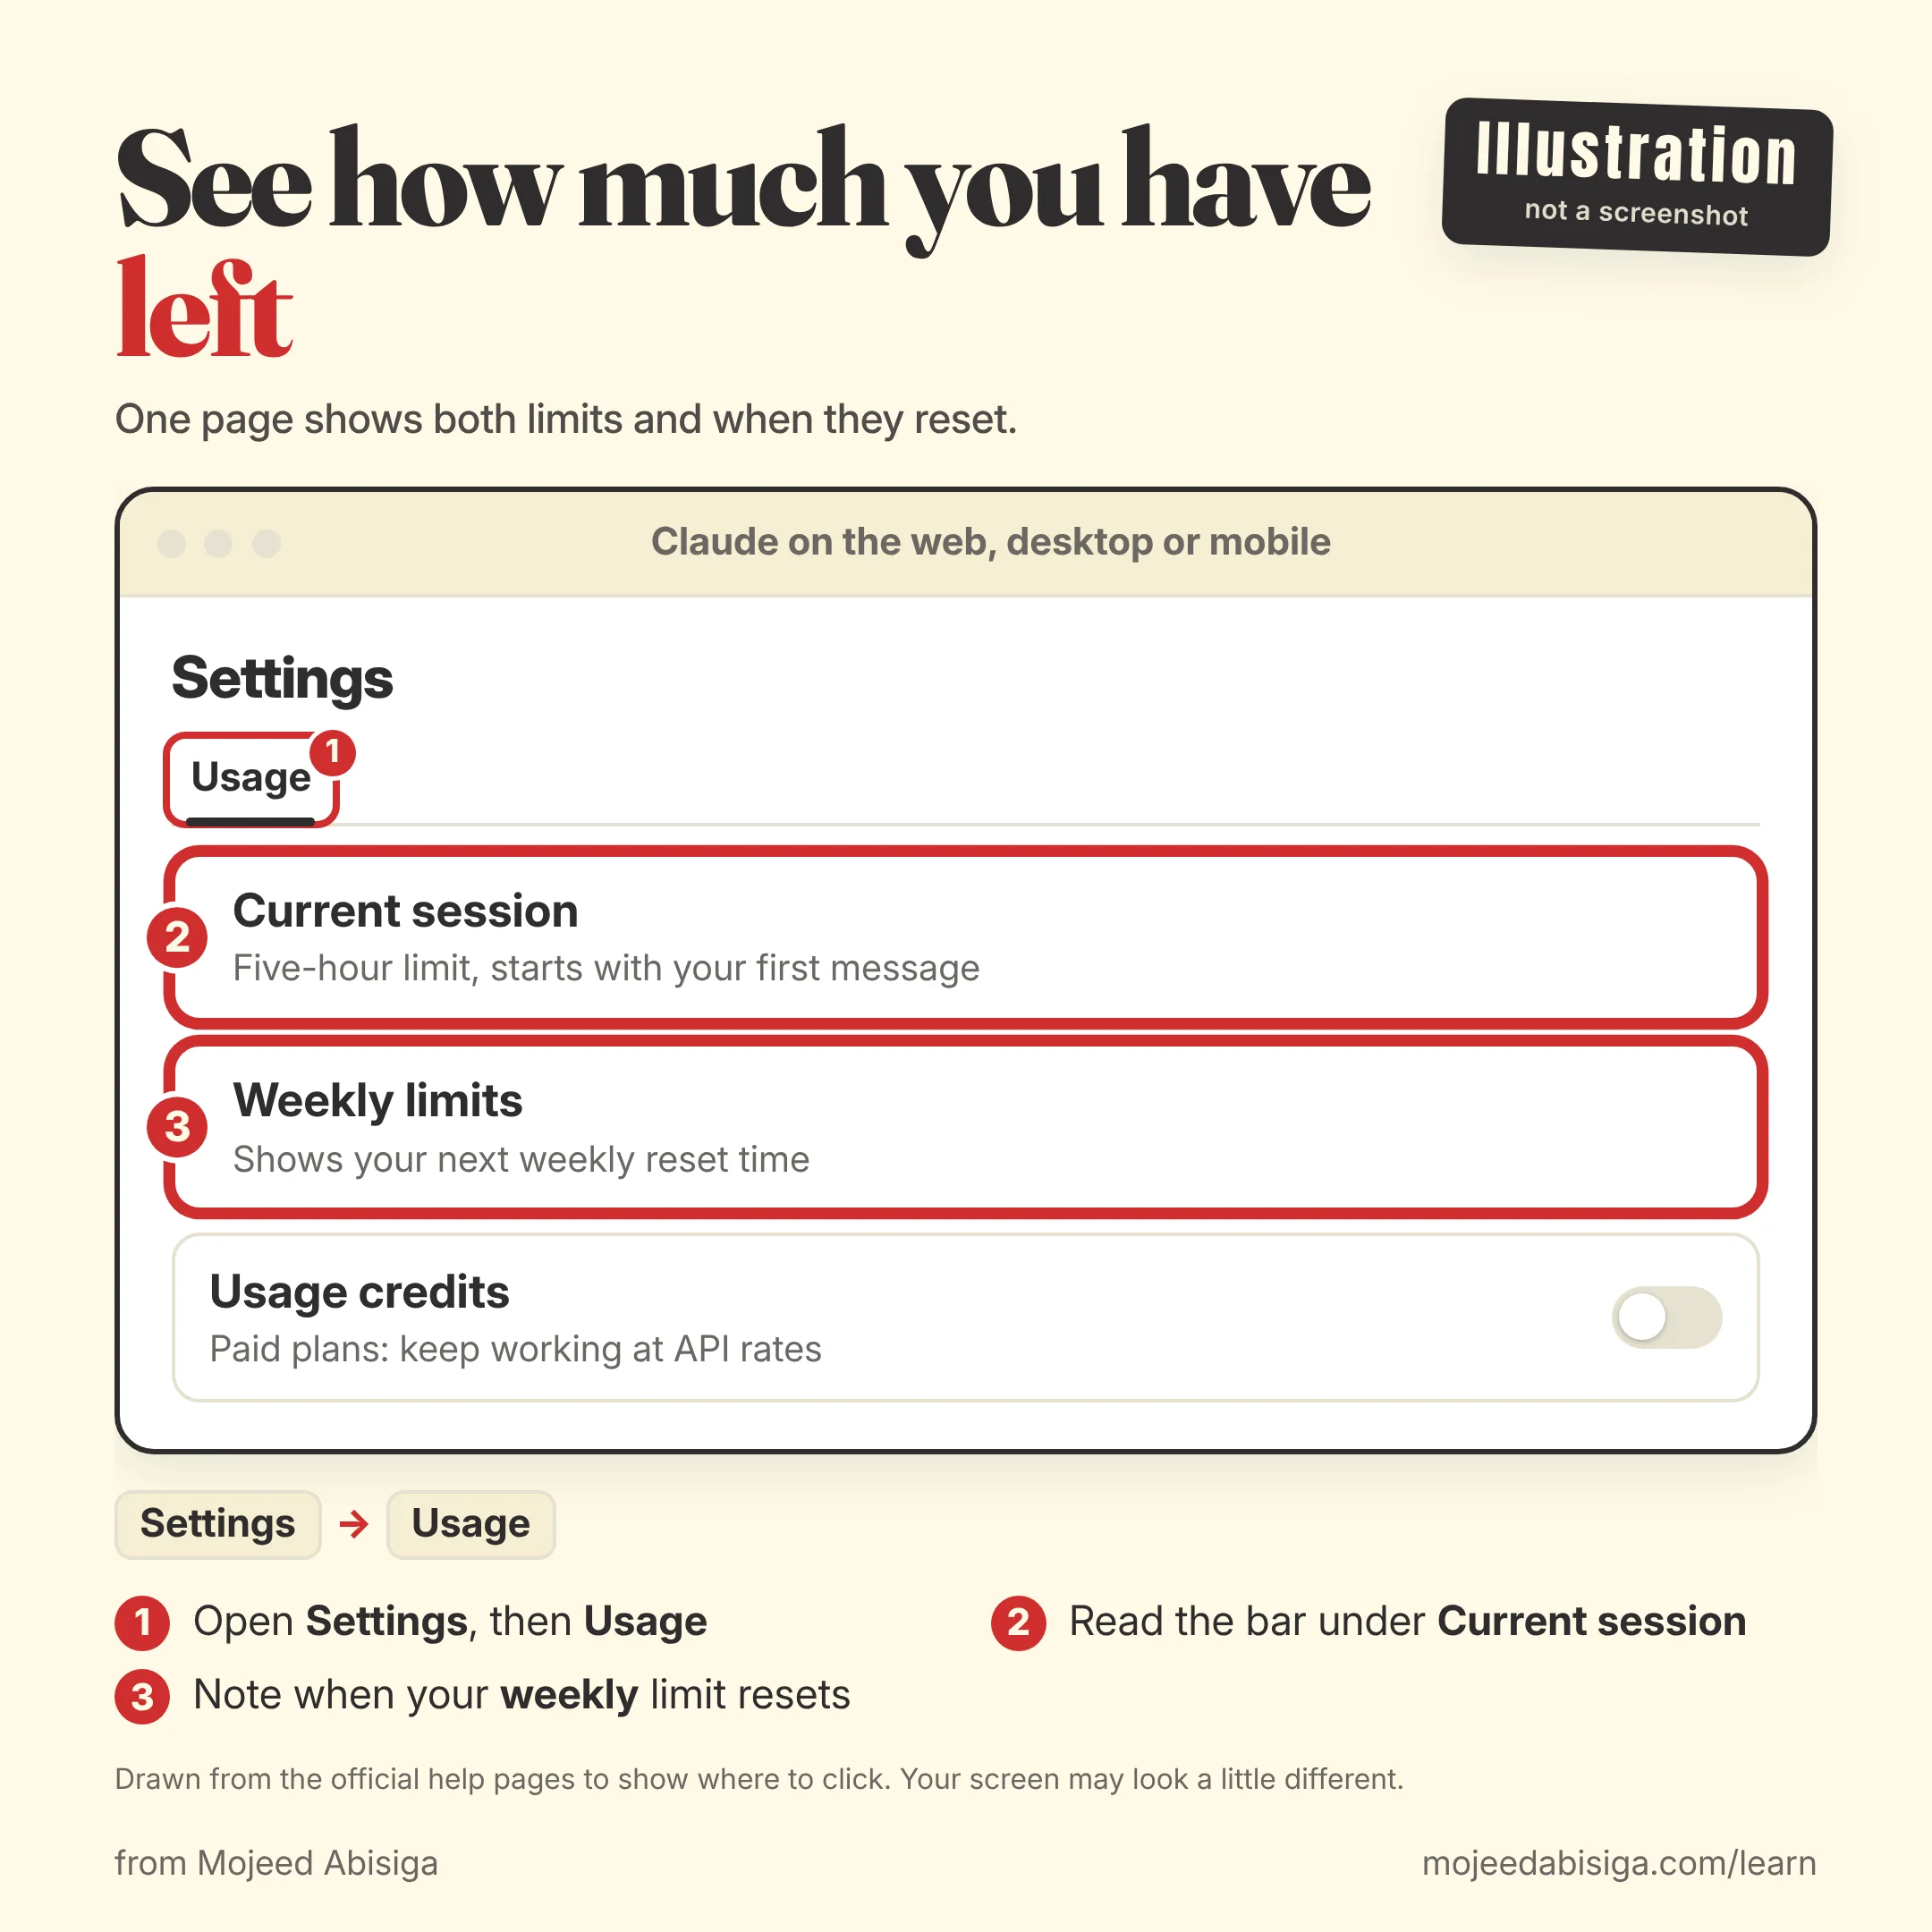 See how much you have
left
Illustration
not a screenshot
One page shows both limits and when they reset.
Claude on the web, desktop or mobile
Settings
Usage 1
2 Current session
Five-hour limit, starts with your first message
3 Weekly limits
Shows your next weekly reset time
Usage credits
Paid plans: keep working at API rates
Settings → Usage
1 Open Settings, then Usage
2 Read the bar under Current session
3 Note when your weekly limit resets
Drawn from the official help pages to show where to click. Your screen may look a little different.
from Mojeed Abisiga
mojeedabisiga.com/learn